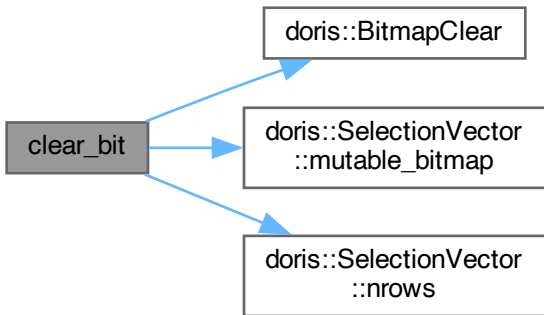 doris::BitmapClear
clear_bit
doris::SelectionVector
::mutable_bitmap
doris::SelectionVector
::nrows